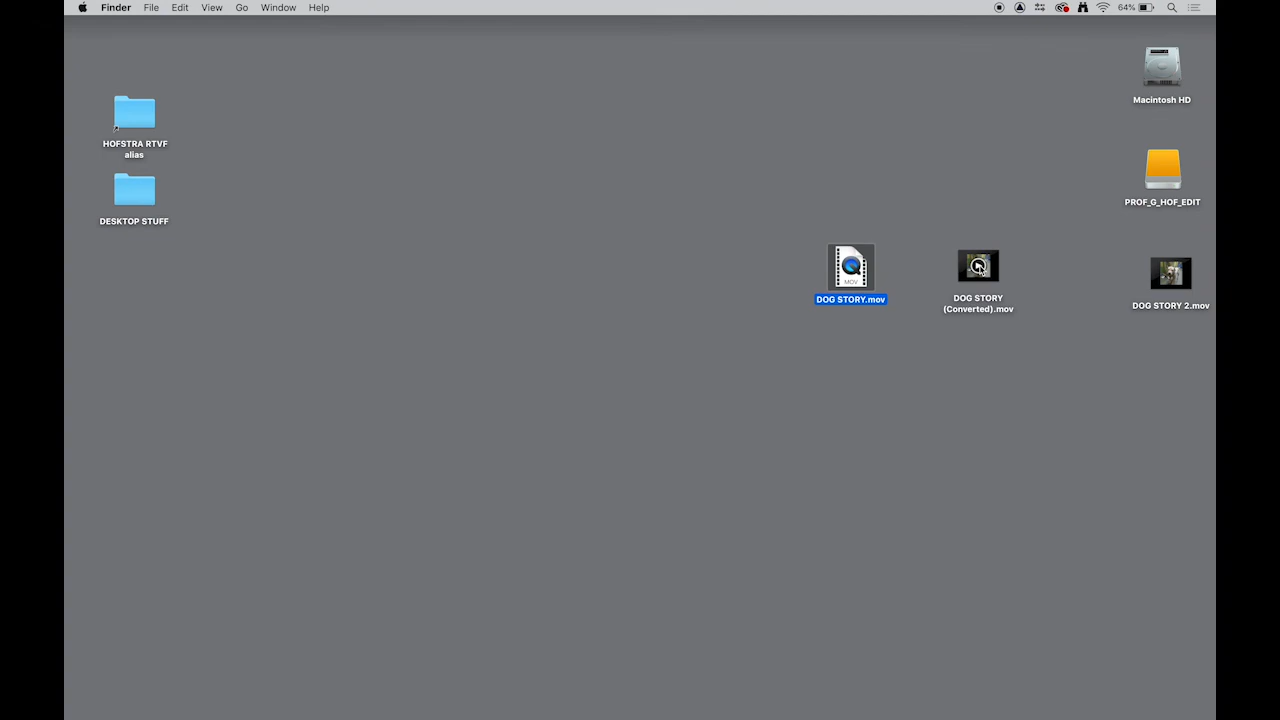 Finder File Edit View Go Window Help 64%
Macintosh HD
HOFSTRA RTVF
alias
PROF_G_HOF_EDIT
DESKTOP STUFF
MOV
DOG STORY.mov
DOG STORY
(Converted).mov
DOG STORY 2.mov